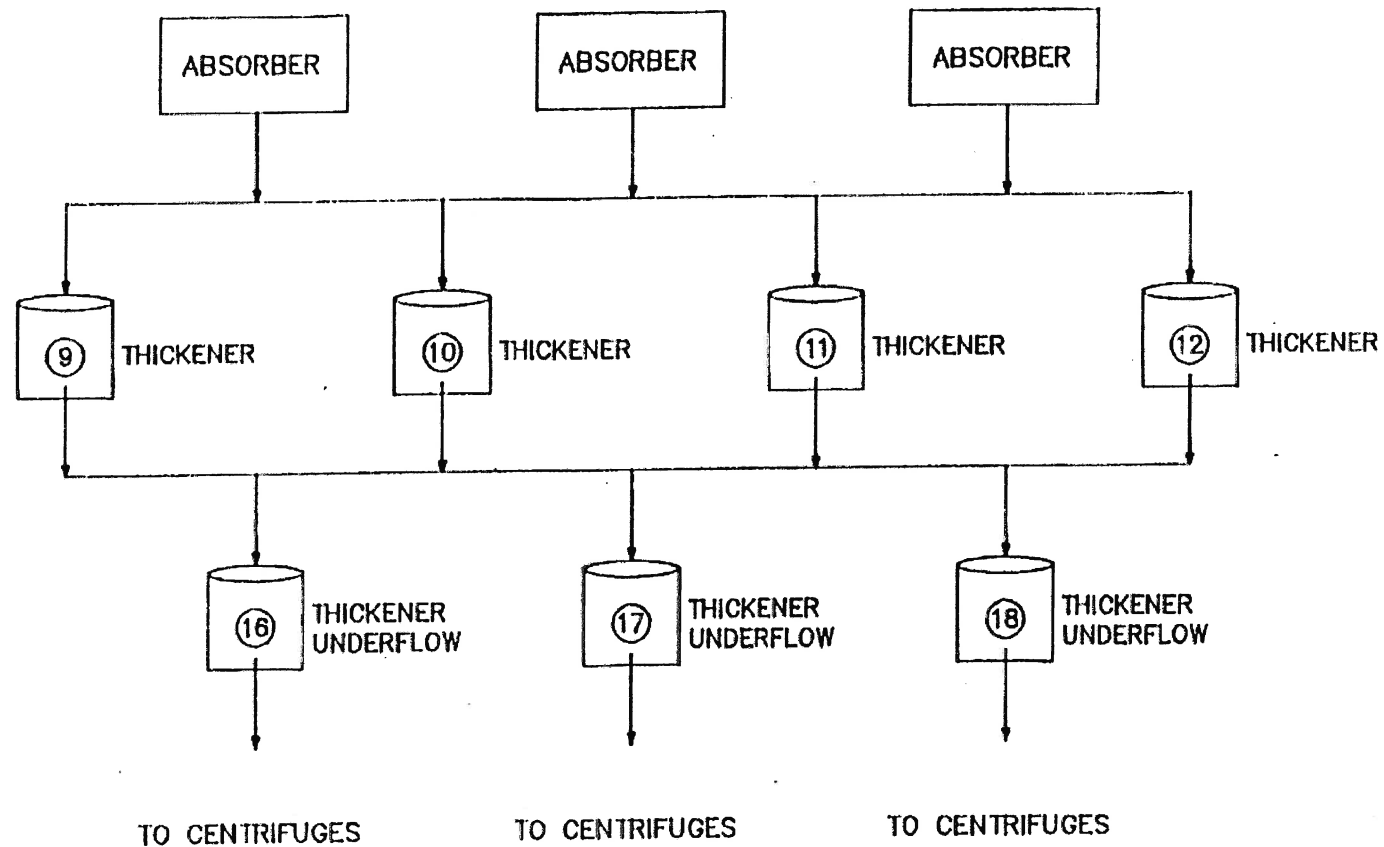 ABSORBER
ABSORBER
ABSORBER
9 THICKENER
10 THICKENER
11 THICKENER
12 THICKENER
16 THICKENER
UNDERFLOW
17 THICKENER
UNDERFLOW
18 THICKENER
UNDERFLOW
TO CENTRIFUGES
TO CENTRIFUGES
TO CENTRIFUGES